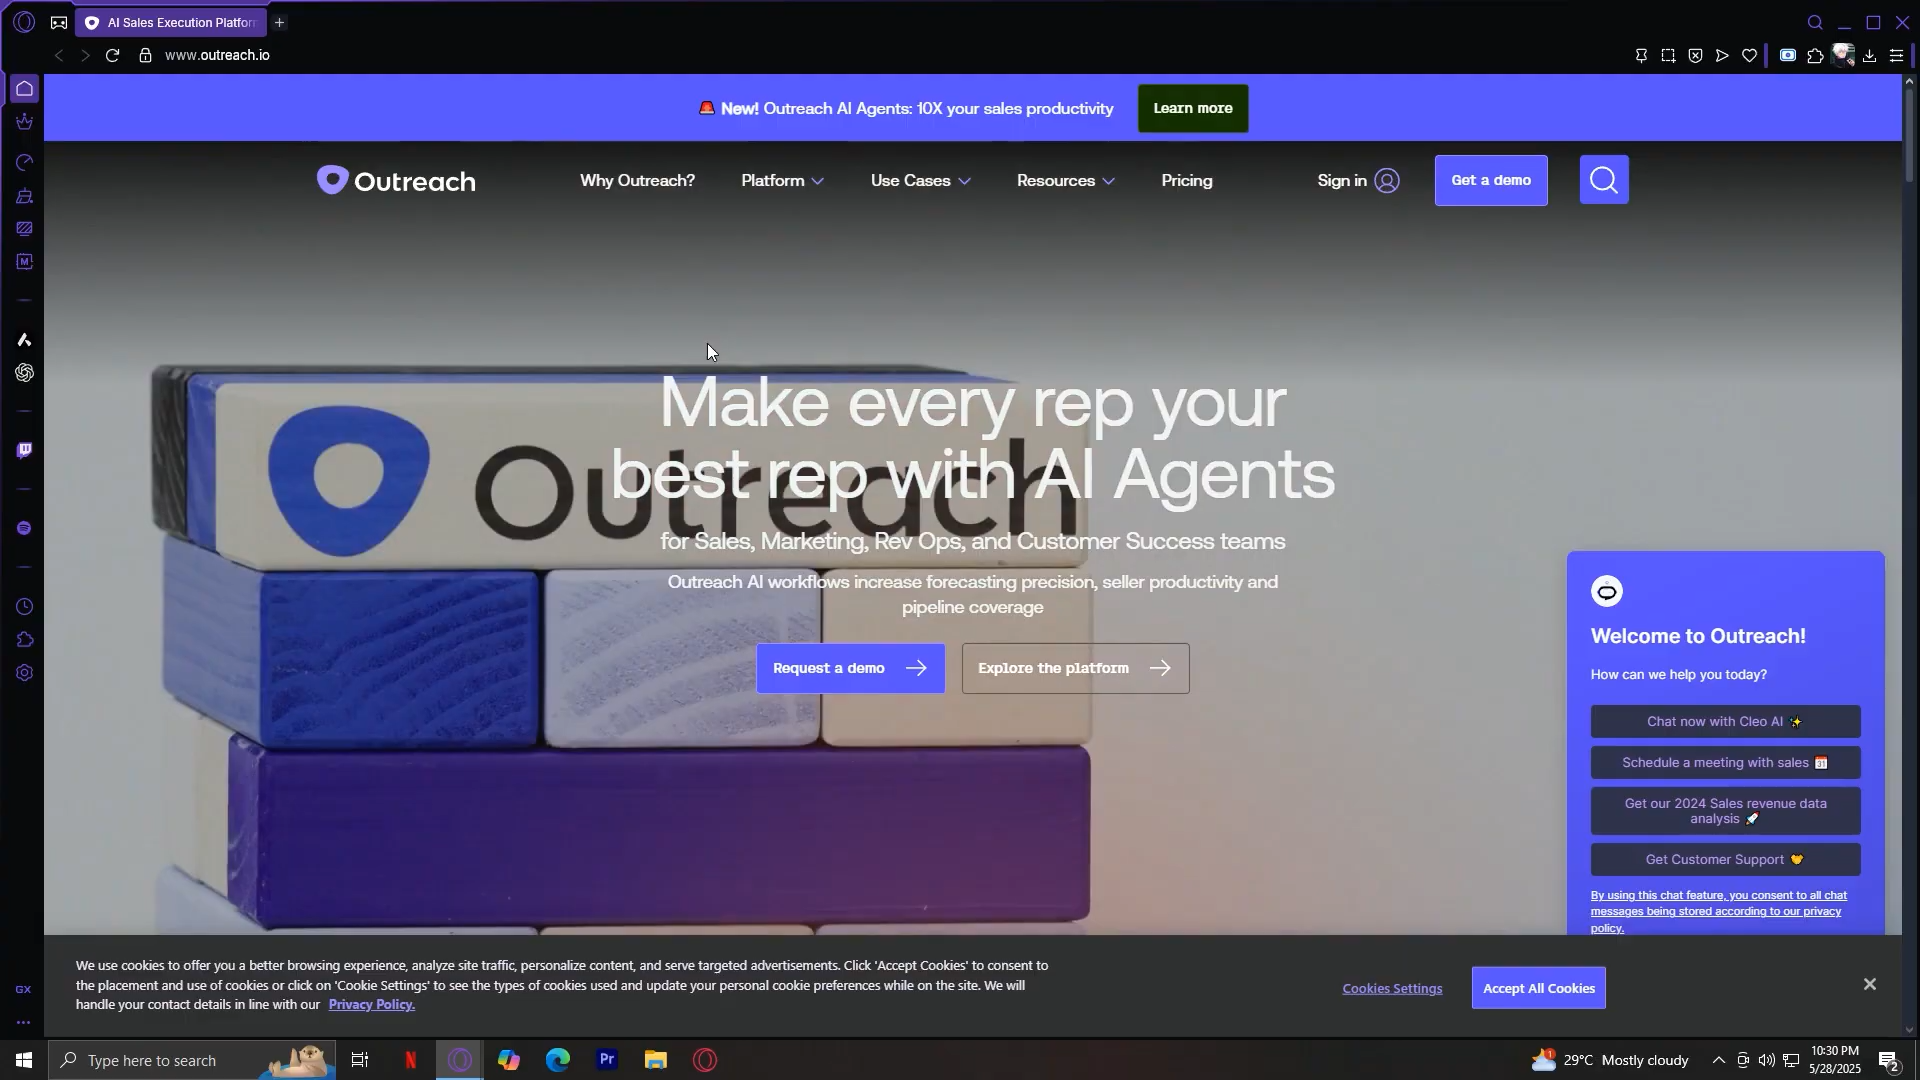 AI Sales Execution Platfor
www.outreach.io
New! Outreach AI Agents: 10X your sales productivity
Learn more
Outreach
Why Outreach?
Platform
Use Cases
Resources
Pricing
Sign in
Get a demo
Outreach
Make every rep your
best rep with AI Agents
for Sales, Marketing, Rev Ops, and Customer Success teams
Outreach AI workflows increase forecasting precision, seller productivity and
pipeline coverage
Request a demo
Explore the platform
Welcome to Outreach!
How can we help you today?
Chat now with Cleo AI ✨
Schedule a meeting with sales 📅
Get our 2024 Sales revenue data
analysis 🚀
Get Customer Support 🤝
By using this chat feature, you consent to all chat
messages being stored according to our privacy
policy.
We use cookies to offer you a better browsing experience, analyze site traffic, personalize content, and serve targeted advertisements. Click 'Accept Cookies' to consent to
the placement and use of cookies or click on 'Cookie Settings' to see the types of cookies used and update your personal cookie preferences while on the site. We will
handle your contact details in line with our Privacy Policy.
Cookies Settings
Accept All Cookies
GX
Type here to search
Pr
29°C Mostly cloudy
10:30 PM
5/28/2025
2